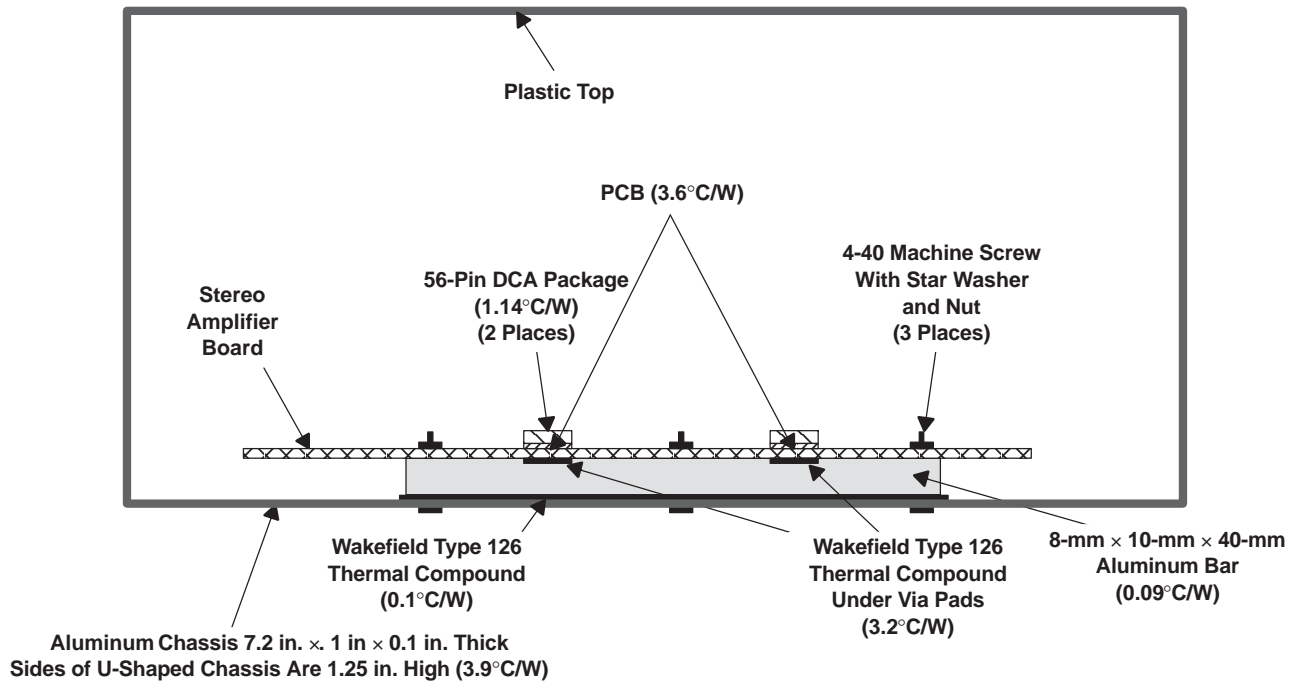 Plastic Top
PCB (3.6°C/W)
4-40 Machine Screw
With Star Washer
and Nut
(3 Places)
56-Pin DCA Package
(1.14°C/W)
(2 Places)
Stereo
Amplifier
Board
Wakefield Type 126
Thermal Compound
(0.1°C/W)
Wakefield Type 126
Thermal Compound
Under Via Pads
(3.2°C/W)
8-mm × 10-mm × 40-mm
Aluminum Bar
(0.09°C/W)
Aluminum Chassis 7.2 in. ×. 1 in × 0.1 in. Thick
Sides of U-Shaped Chassis Are 1.25 in. High (3.9°C/W)